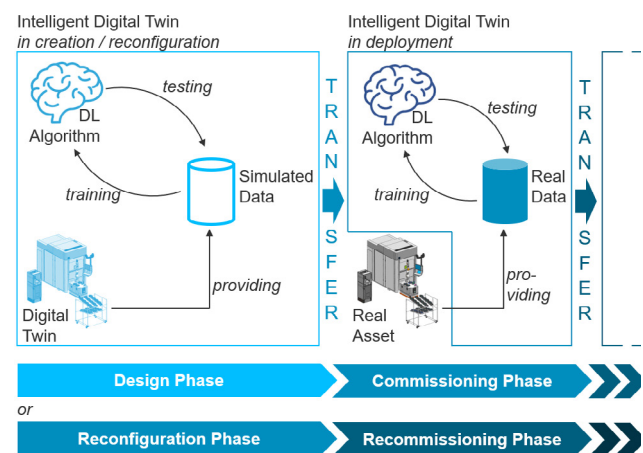 Intelligent Digital Twin
in creation / reconfiguration
DL
Algorithm
testing
training
Simulated
Data
providing
Digital
Twin
TRANSFER
Intelligent Digital Twin
in deployment
DL
Algorithm
testing
training
Real
Data
pro-
viding
Real
Asset
TRANSFER
Design Phase
Commissioning Phase
or
Reconfiguration Phase
Recommissioning Phase